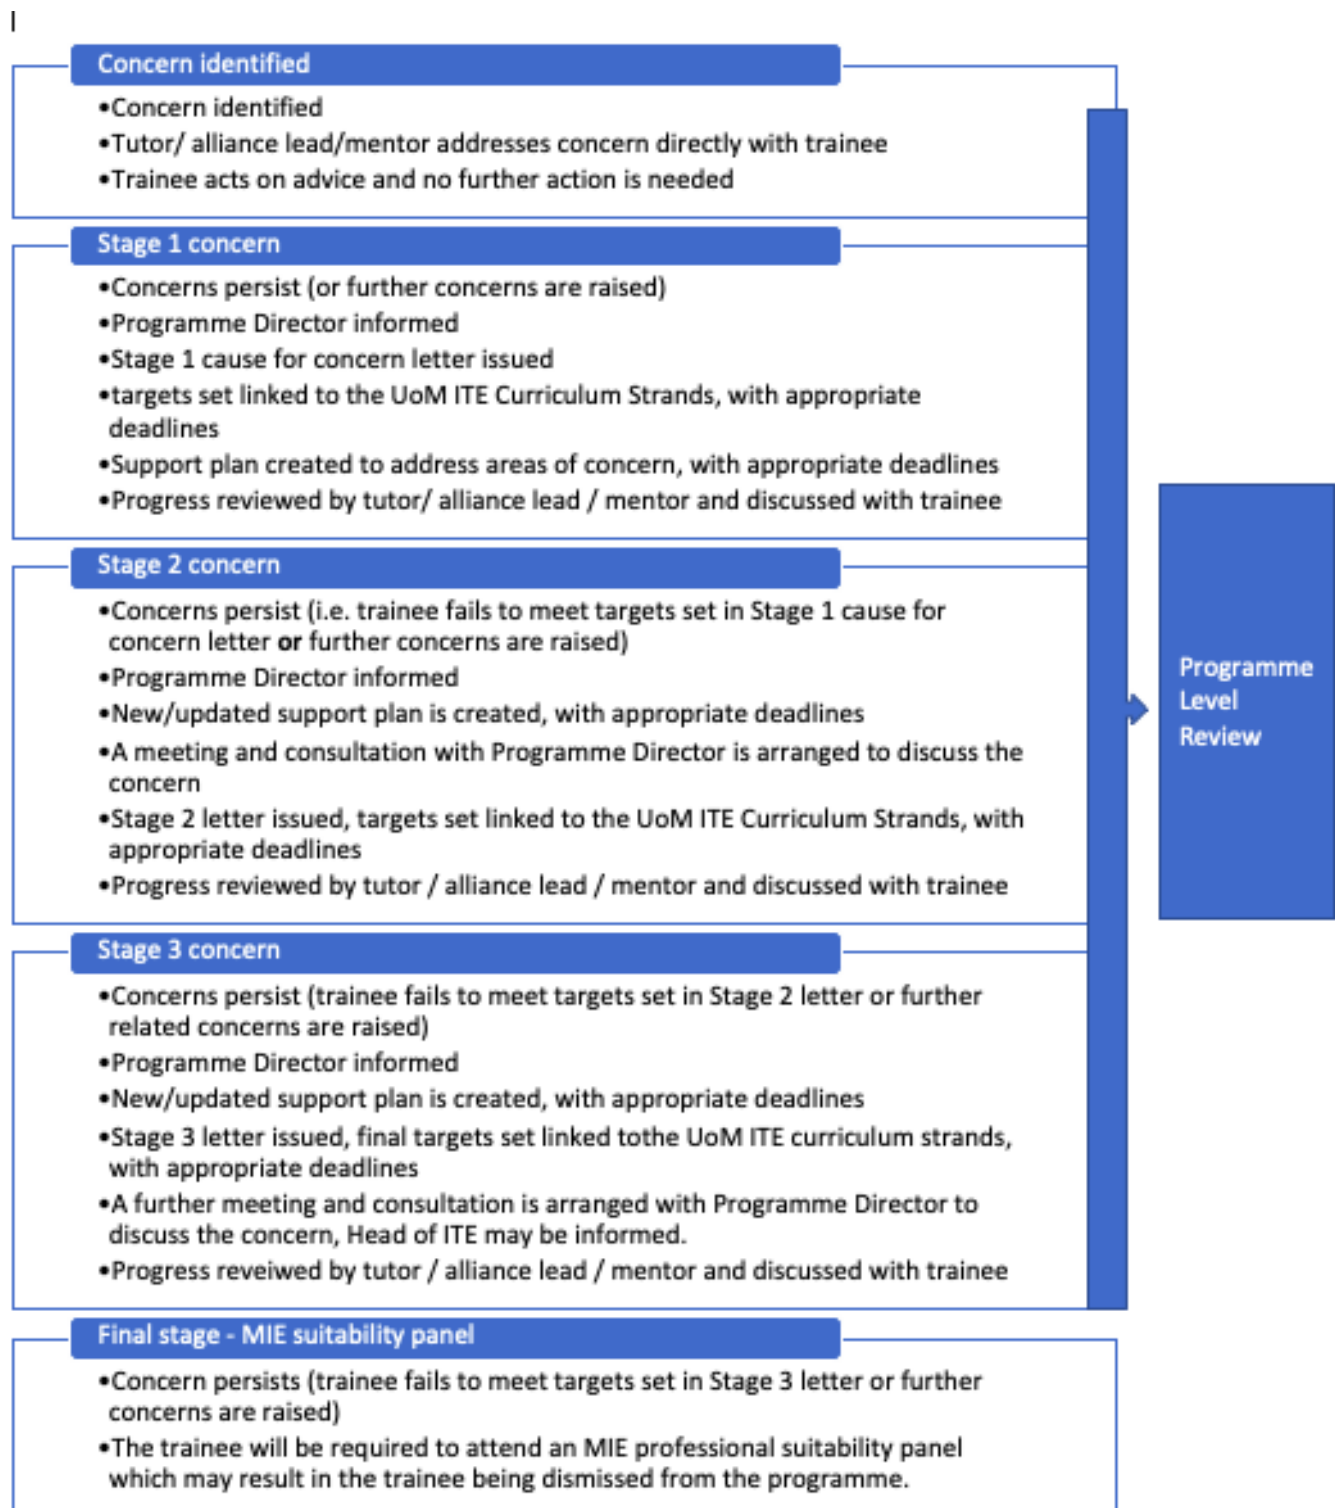 Concern identified
•Concern identified
•Tutor/ alliance lead/mentor addresses concern directly with trainee
•Trainee acts on advice and no further action is needed
Stage 1 concern
•Concerns persist (or further concerns are raised)
•Programme Director informed
•Stage 1 cause for concern letter issued
•targets set linked to the UoM ITE Curriculum Strands, with appropriate
deadlines
•Support plan created to address areas of concern, with appropriate deadlines
•Progress reviewed by tutor/ alliance lead / mentor and discussed with trainee
Stage 2 concern
•Concerns persist (i.e. trainee fails to meet targets set in Stage 1 cause for
concern letter or further concerns are raised)
•Programme Director informed
•New/updated support plan is created, with appropriate deadlines
•A meeting and consultation with Programme Director is arranged to discuss the
concern
•Stage 2 letter issued, targets set linked to the UoM ITE Curriculum Strands, with
appropriate deadlines
•Progress reviewed by tutor / alliance lead / mentor and discussed with trainee
Stage 3 concern
•Concerns persist (trainee fails to meet targets set in Stage 2 letter or further
related concerns are raised)
•Programme Director informed
•New/updated support plan is created, with appropriate deadlines
•Stage 3 letter issued, final targets set linked tothe UoM ITE curriculum strands,
with appropriate deadlines
•A further meeting and consultation is arranged with Programme Director to
discuss the concern, Head of ITE may be informed.
•Progress reveiwed by tutor / alliance lead / mentor and discussed with trainee
Final stage - MIE suitability panel
•Concern persists (trainee fails to meet targets set in Stage 3 letter or further
concerns are raised)
•The trainee will be required to attend an MIE professional suitability panel
which may result in the trainee being dismissed from the programme.
Programme
Level
Review